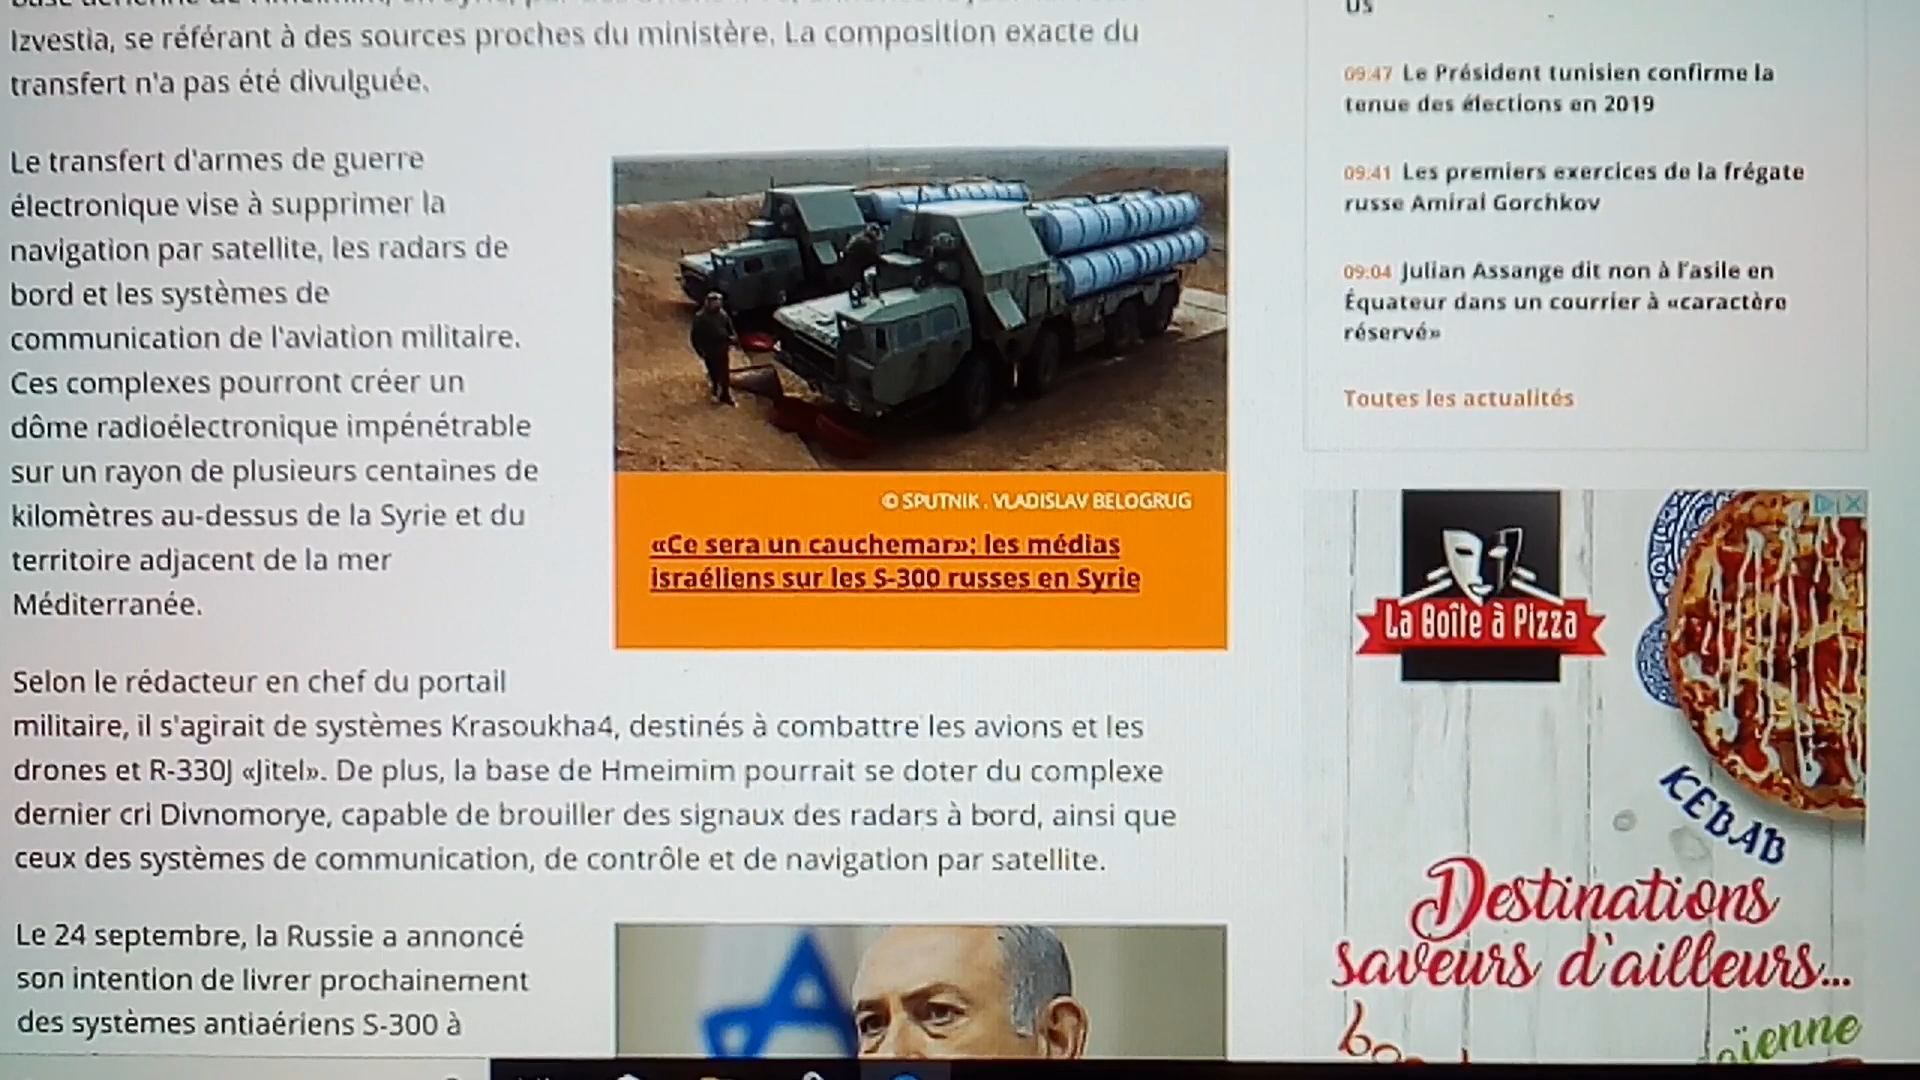 Izvestia, se référant à des sources proches du ministère. La composition exacte du
transfert n'a pas été divulguée.
Le transfert d'armes de guerre
électronique vise à supprimer la
navigation par satellite, les radars de
bord et les systèmes de
communication de l'aviation militaire.
Ces complexes pourront créer un
dôme radioélectronique impénétrable
sur un rayon de plusieurs centaines de
kilomètres au-dessus de la Syrie et du
territoire adjacent de la mer
Méditerranée.
© SPUTNIK . VLADISLAV BELOGRUG
«Ce sera un cauchemar»: les médias
israéliens sur les S-300 russes en Syrie
Selon le rédacteur en chef du portail
militaire, il s'agirait de systèmes Krasoukha4, destinés à combattre les avions et les
drones et R-330J «Jitel». De plus, la base de Hmeimim pourrait se doter du complexe
dernier cri Divnomorye, capable de brouiller des signaux des radars à bord, ainsi que
ceux des systèmes de communication, de contrôle et de navigation par satellite.
Le 24 septembre, la Russie a annoncé
son intention de livrer prochainement
des systèmes antiaériens S-300 à
us
09:47 Le Président tunisien confirme la
tenue des élections en 2019
09:41 Les premiers exercices de la frégate
russe Amiral Gorchkov
09:04 Julian Assange dit non à l'asile en
Équateur dans un courrier à «caractère
réservé»
Toutes les actualités
La Boîte à Pizza
KEBAB
Destinations
saveurs d'ailleurs...